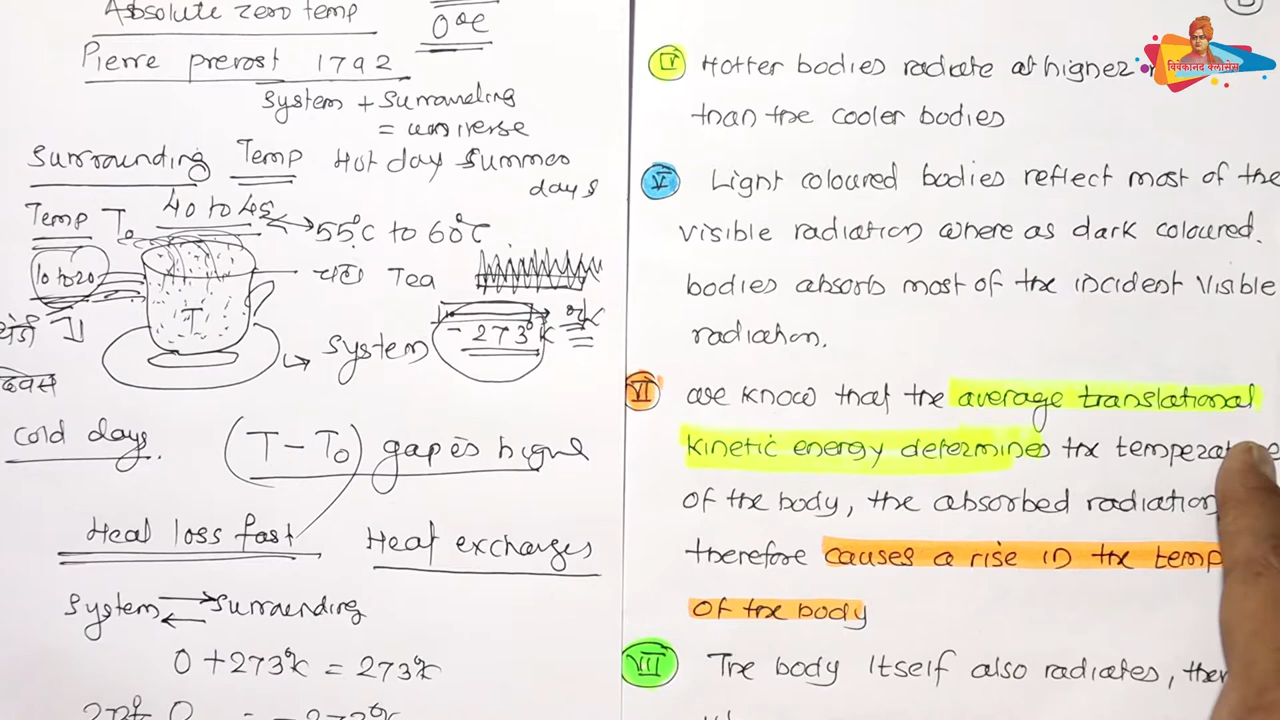 Absolute zero temp
0°C
Pierre prevost 1792
System + Surrounding
= universe
Surrounding Temp Hot day Summer
days
Temp T₀ 40 to 45
55°C to 60°C
10 to 20
चहा Tea
T
System
- 273°K
थंडी
दिवस
Cold days.
(T - T₀) gap is high
Heat loss fast
Heat exchanges
System Surrounding
0 + 273°K = 273°K
Hotter bodies radiate at higher
than the cooler bodies
V Light coloured bodies reflect most of the
visible radiation where as dark coloured.
bodies absorb most of the incident visible
radiation.
VI we know that the average translational
kinetic energy determines the temperature
of the body, the absorbed radiation
therefore causes a rise in the temp
of the body
VII The body itself also radiates,
विवेकानंद क्लासेस